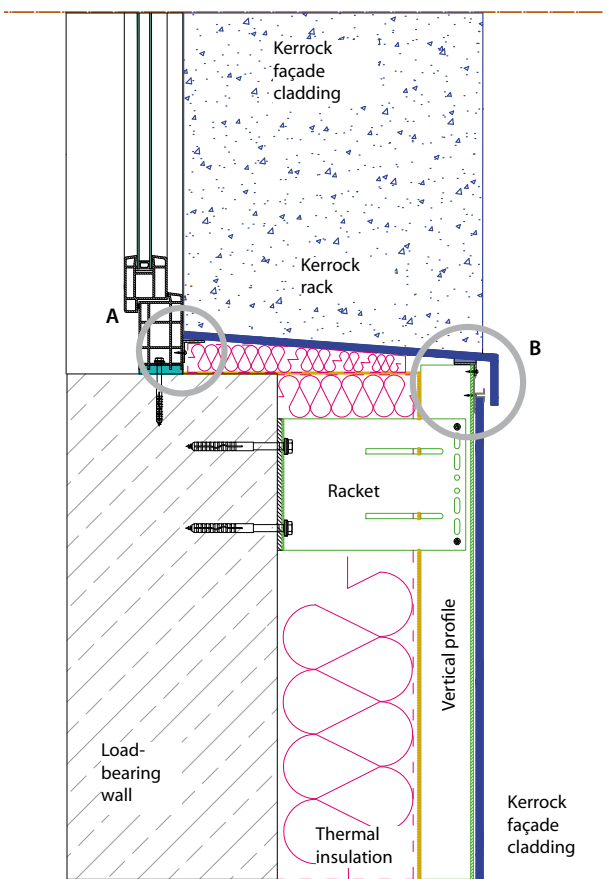 Kerrock
façade
cladding
Kerrock
rack
A
B
Racket
Vertical profile
Load-
bearing
wall
Thermal
insulation
Kerrock
façade
cladding